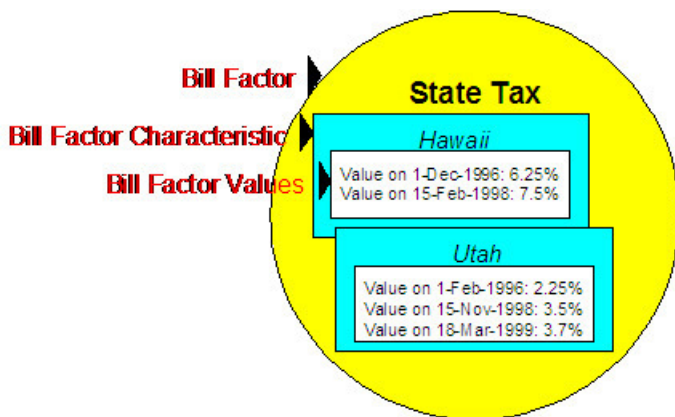 Bill Factor
State Tax
Bill Factor Characteristic
Hawaii
Bill Factor Values
Value on 1-Dec-1996: 6.25%
Value on 15-Feb-1998: 7.5%
Utah
Value on 1-Feb-1996: 2.25%
Value on 15-Nov-1998: 3.5%
Value on 18-Mar-1999: 3.7%